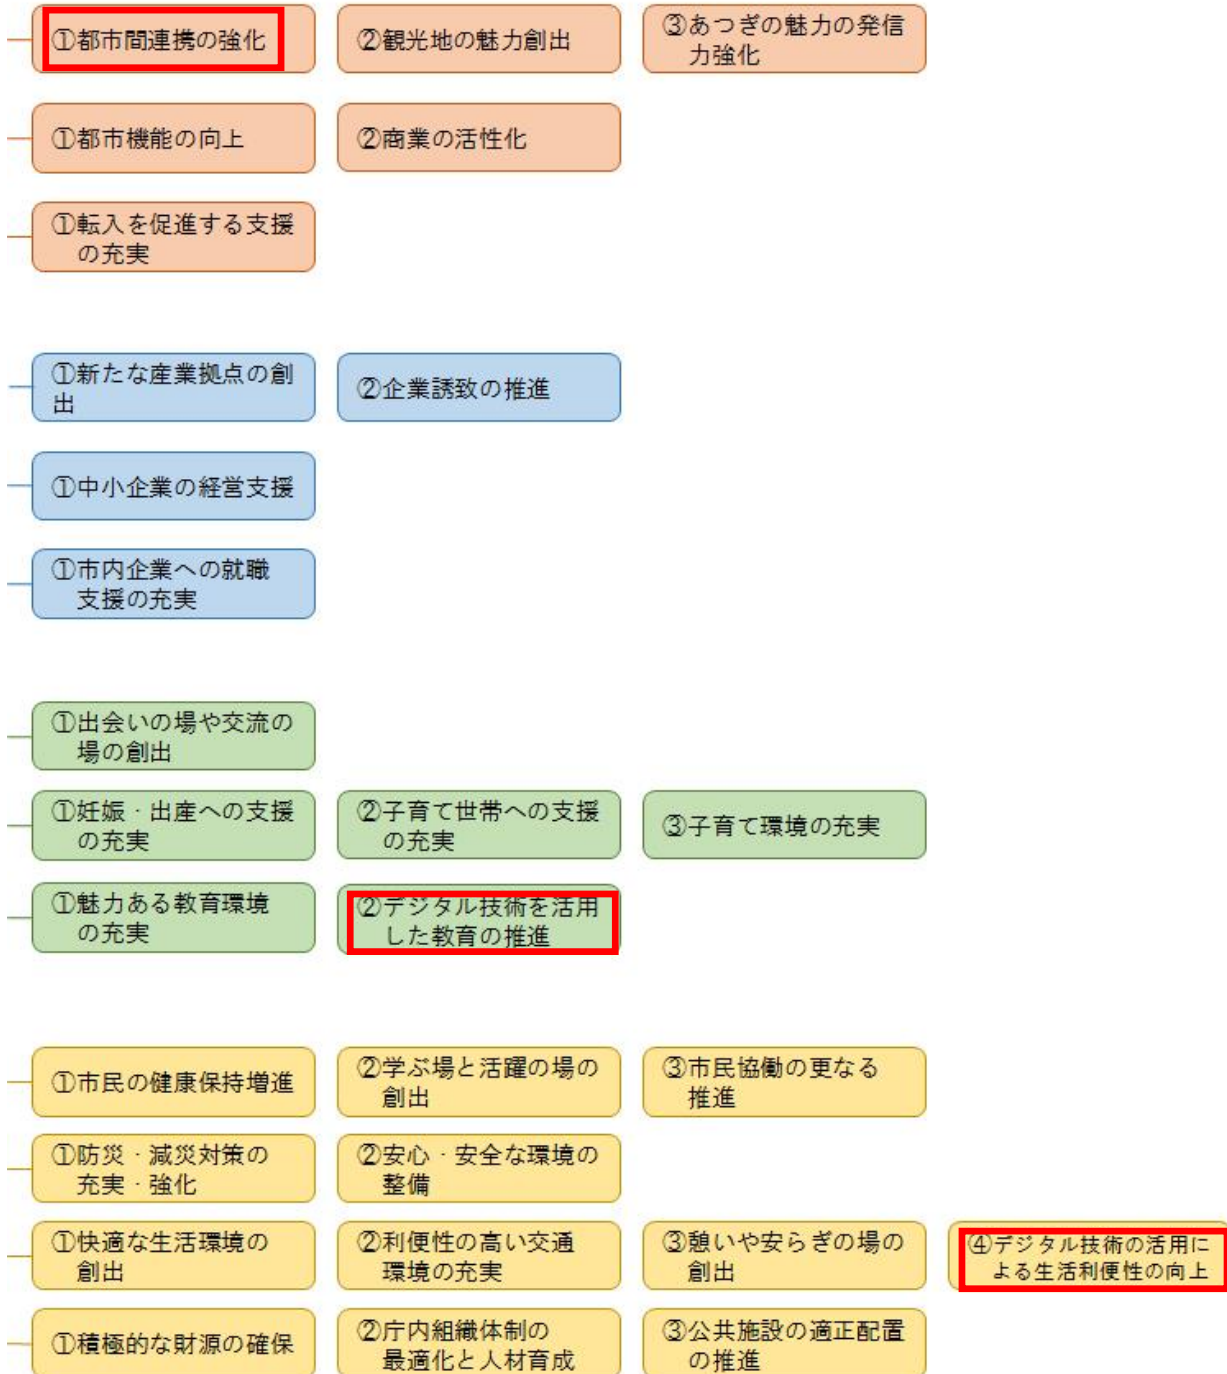 ①都市間連携の強化
②観光地の魅力創出
③あつぎの魅力の発信
力強化
①都市機能の向上
②商業の活性化
①転入を促進する支援
の充実
①新たな産業拠点の創
出
②企業誘致の推進
①中小企業の経営支援
①市内企業への就職
支援の充実
①出会いの場や交流の
場の創出
①妊娠・出産への支援
の充実
②子育て世帯への支援
の充実
③子育て環境の充実
①魅力ある教育環境
の充実
②デジタル技術を活用
した教育の推進
①市民の健康保持増進
②学ぶ場と活躍の場の
創出
③市民協働の更なる
推進
①防災・減災対策の
充実・強化
②安心・安全な環境の
整備
①快適な生活環境の
創出
②利便性の高い交通
環境の充実
③憩いや安らぎの場の
創出
④デジタル技術の活用に
よる生活利便性の向上
①積極的な財源の確保
②庁内組織体制の
最適化と人材育成
③公共施設の適正配置
の推進